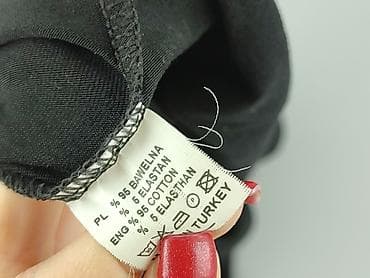 PL % 95 BAWEŁNA
% 5 ELASTAN
ENG % 95 COTTON
% 5 ELASTHAN
TURKEY